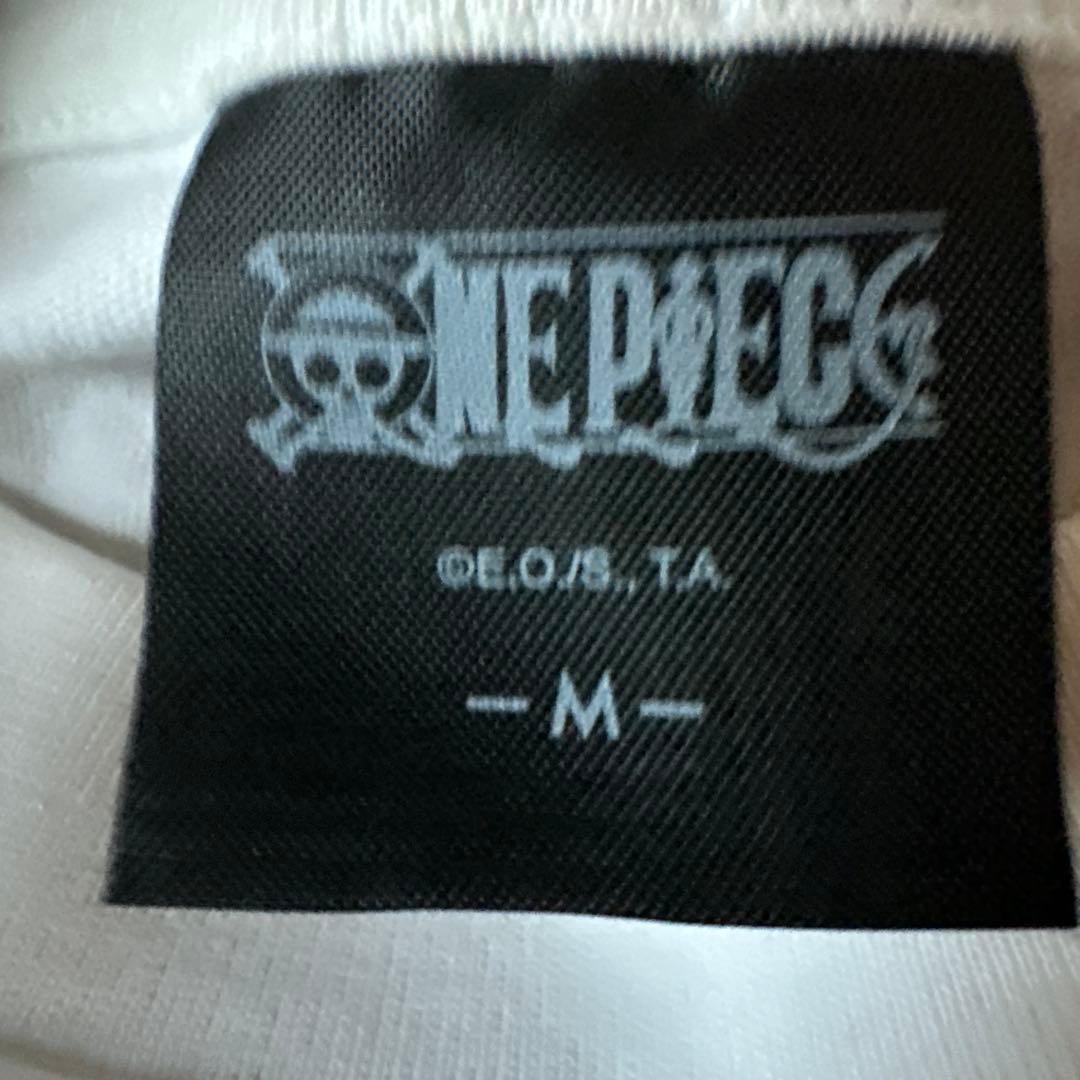 ONE PIECE
©E.O./S., T.A.
— M —